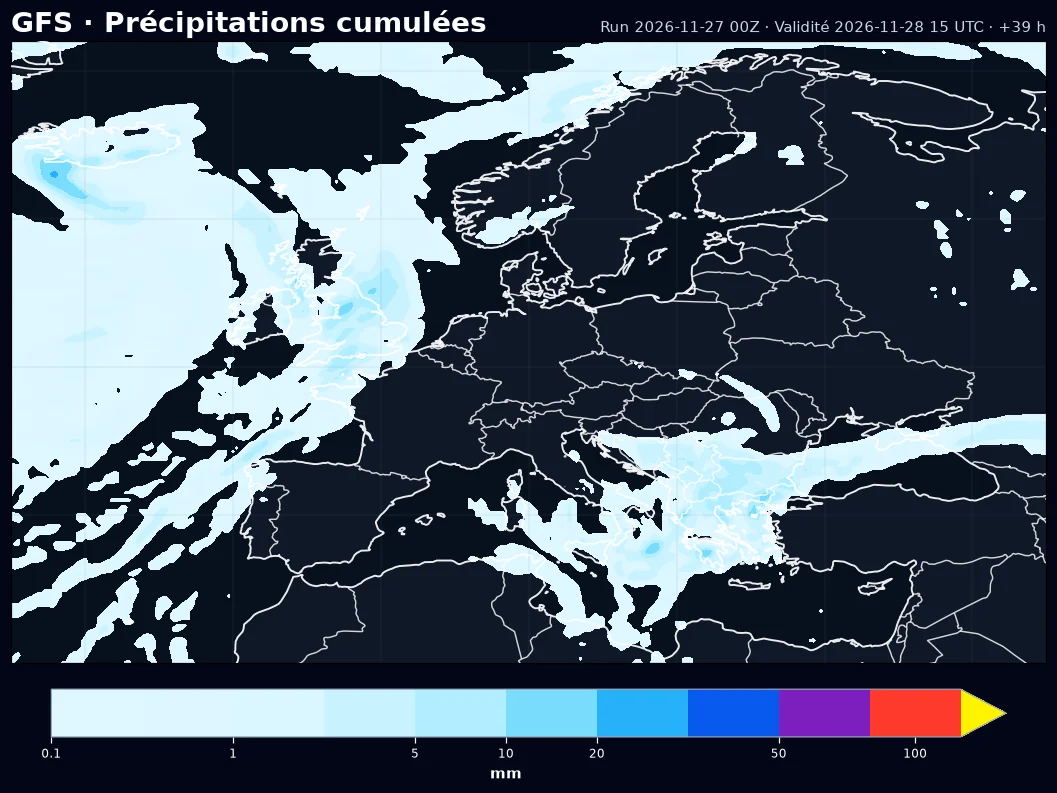 GFS · Précipitations cumulées
Run 2026-11-27 00Z · Validité 2026-11-28 15 UTC · +39 h
0.1 1 5 10 20 50 100
mm